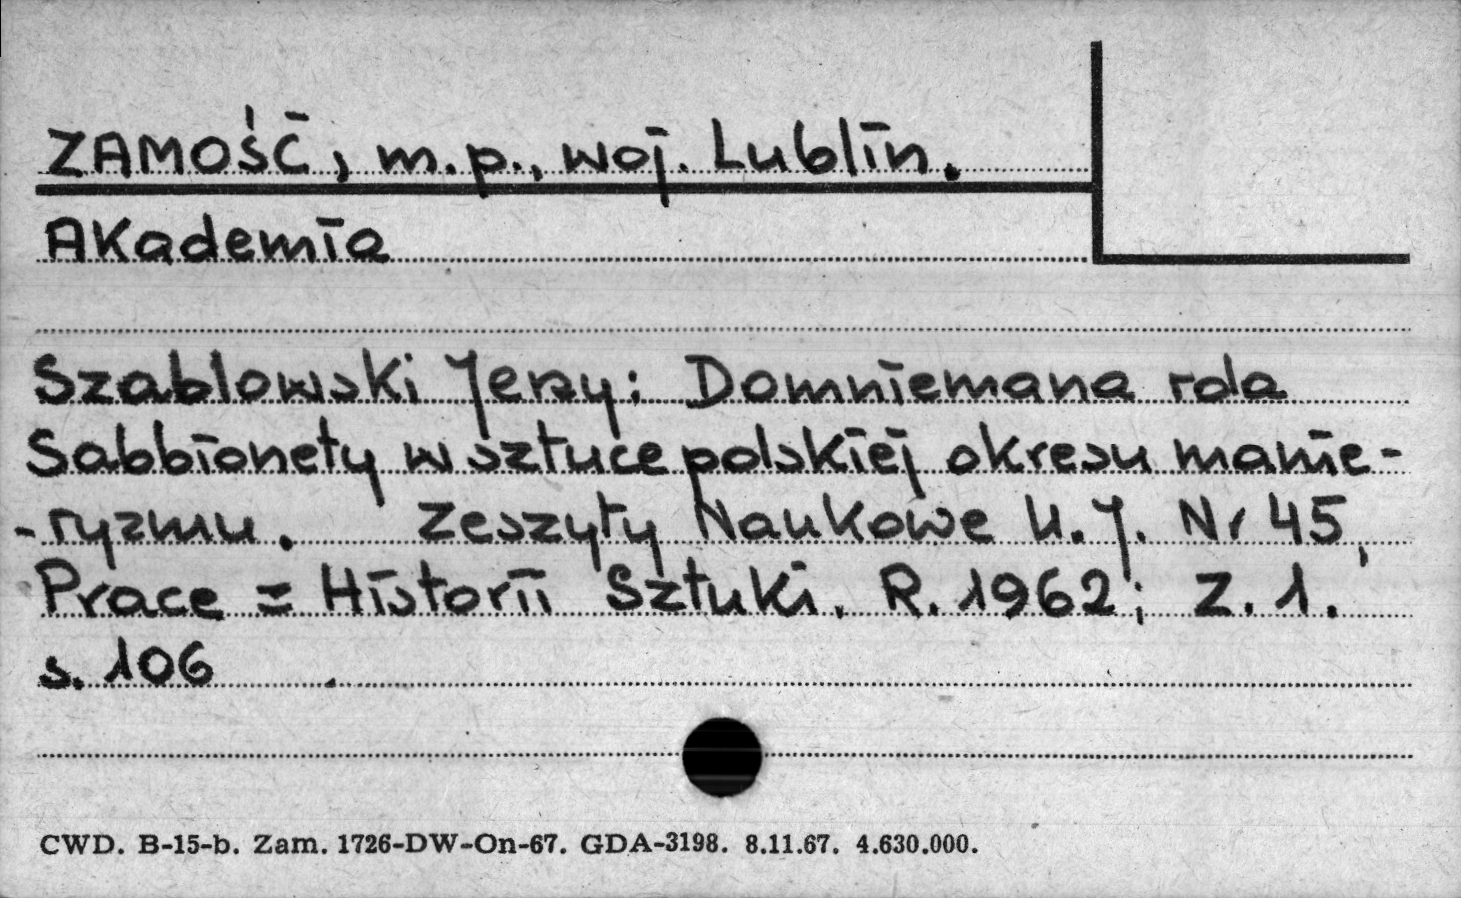 ZAMOŚĆ, m.p., woj. Lublin.
Akademia
Szablowski Jerzy: Domniemana rola
Sabbionety w sztuce polskiej okresu manie-
-ryzmu. Zeszyty Naukowe U.J. Nr 45,
Prace z Historii Sztuki. R. 1962; Z. 1.
s. 106
CWD. B-15-b. Zam. 1726-DW-On-67. GDA-3198. 8.11.67. 4.630.000.